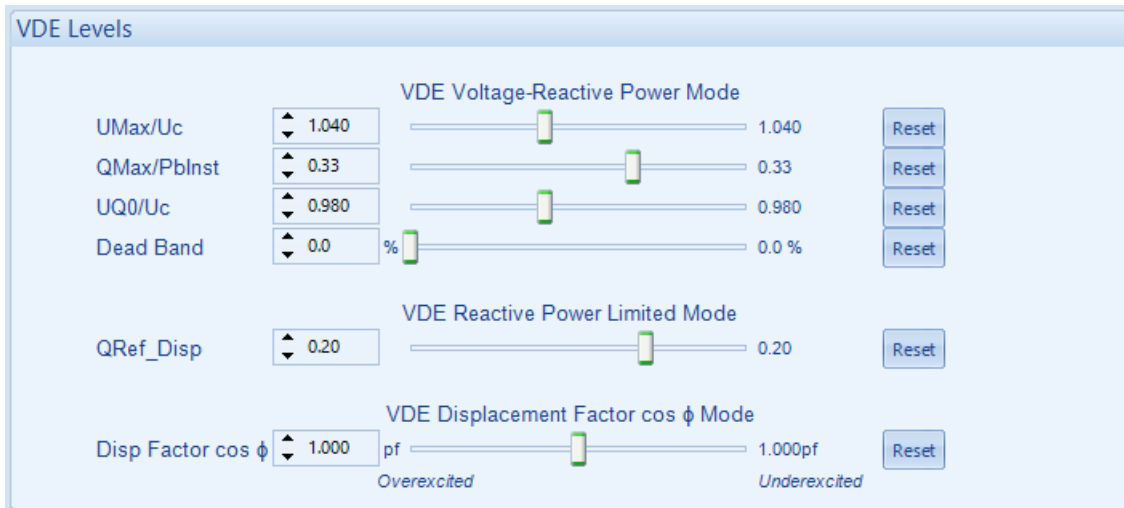 VDE Levels
VDE Voltage-Reactive Power Mode
UMax/Uc 1.040 1.040 Reset
QMax/PbInst 0.33 0.33 Reset
UQ0/Uc 0.980 0.980 Reset
Dead Band 0.0 % 0.0 % Reset
VDE Reactive Power Limited Mode
QRef_Disp 0.20 0.20 Reset
VDE Displacement Factor cos ϕ Mode
Disp Factor cos ϕ 1.000 pf 1.000pf Reset
Overexcited Underexcited